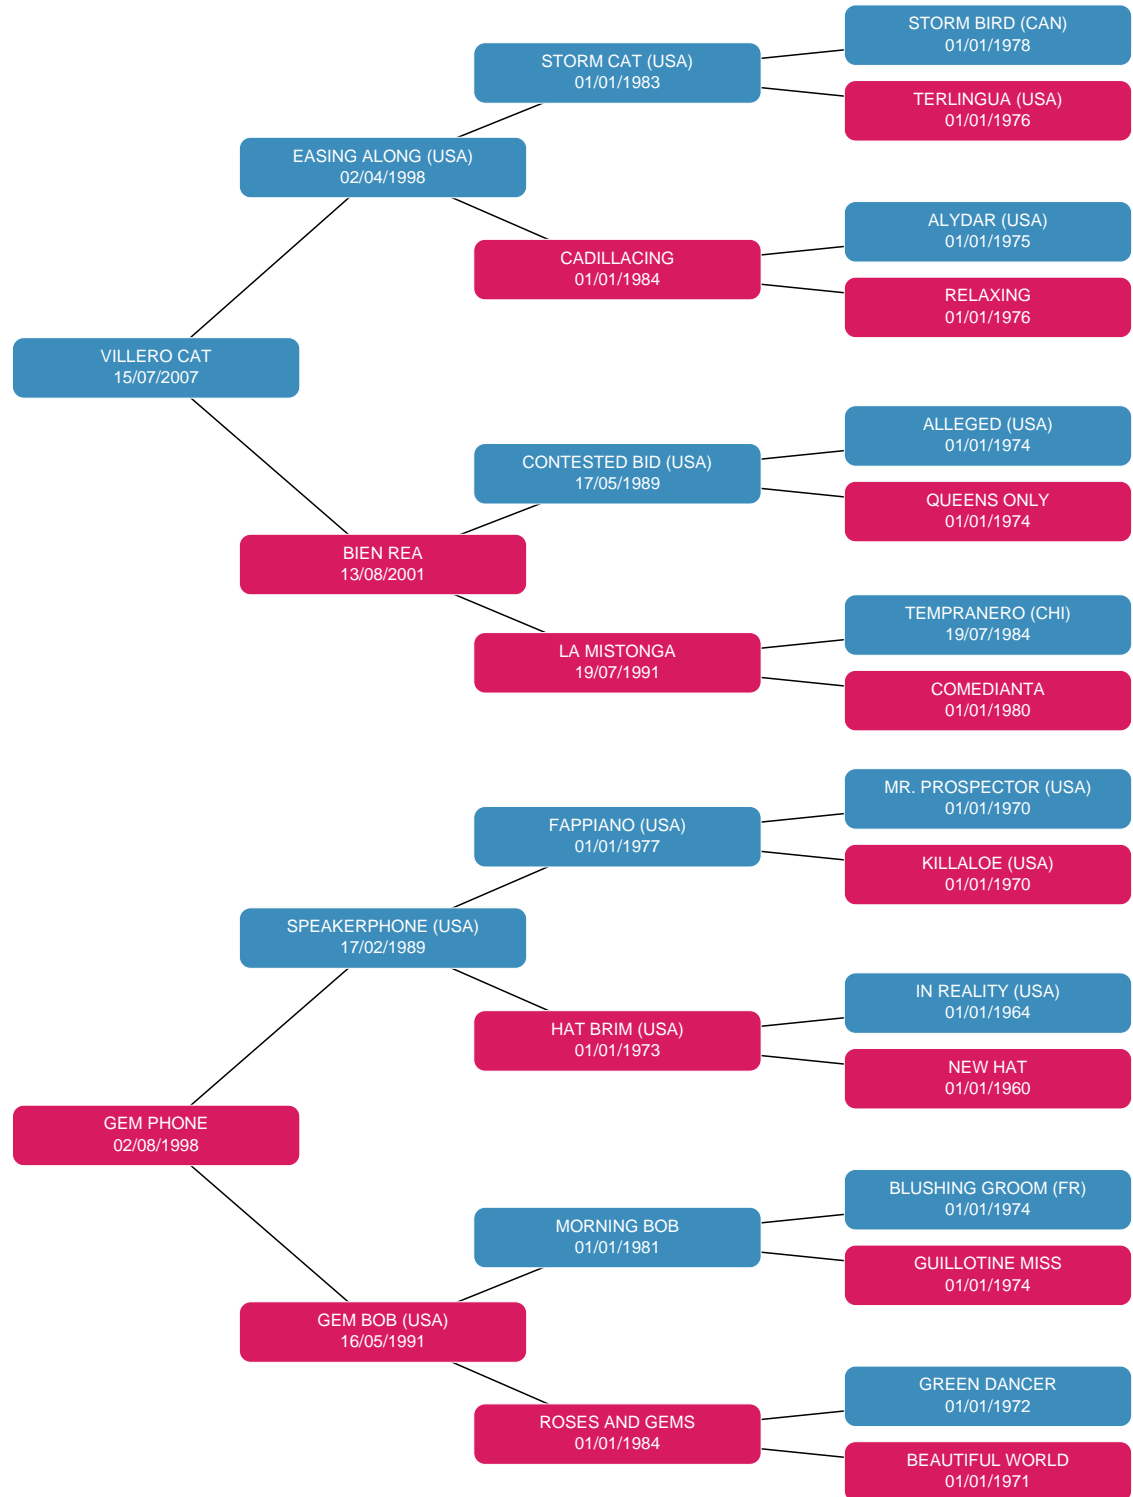 STORM BIRD (CAN)
01/01/1978
STORM CAT (USA)
01/01/1983
TERLINGUA (USA)
01/01/1976
EASING ALONG (USA)
02/04/1998
ALYDAR (USA)
01/01/1975
CADILLACING
01/01/1984
RELAXING
01/01/1976
VILLERO CAT
15/07/2007
ALLEGED (USA)
01/01/1974
CONTESTED BID (USA)
17/05/1989
QUEENS ONLY
01/01/1974
BIEN REA
13/08/2001
TEMPRANERO (CHI)
19/07/1984
LA MISTONGA
19/07/1991
COMEDIANTA
01/01/1980
MR. PROSPECTOR (USA)
01/01/1970
FAPPIANO (USA)
01/01/1977
KILLALOE (USA)
01/01/1970
SPEAKERPHONE (USA)
17/02/1989
IN REALITY (USA)
01/01/1964
HAT BRIM (USA)
01/01/1973
NEW HAT
01/01/1960
GEM PHONE
02/08/1998
BLUSHING GROOM (FR)
01/01/1974
MORNING BOB
01/01/1981
GUILLOTINE MISS
01/01/1974
GEM BOB (USA)
16/05/1991
GREEN DANCER
01/01/1972
ROSES AND GEMS
01/01/1984
BEAUTIFUL WORLD
01/01/1971